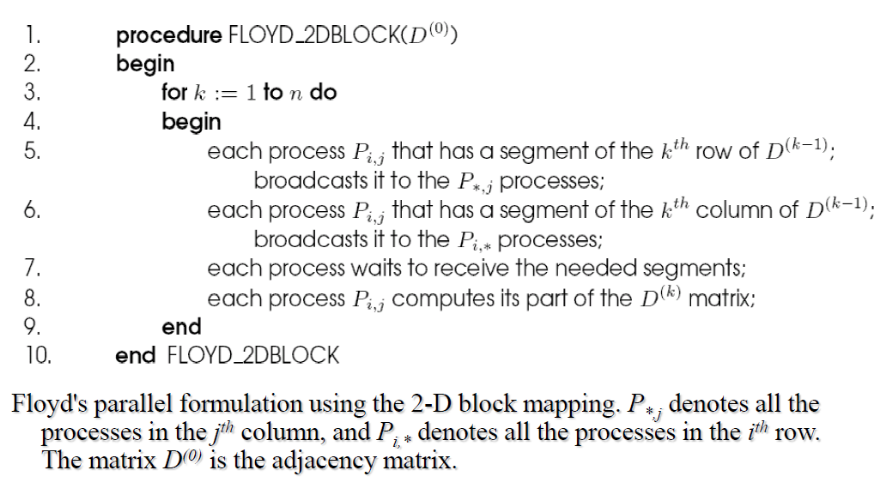 1. procedure FLOYD_2DBLOCK(D^(0))
2. begin
3. for k := 1 to n do
4. begin
5. each process P_{i,j} that has a segment of the k^{th} row of D^{(k−1)};
broadcasts it to the P_{*,j} processes;
6. each process P_{i,j} that has a segment of the k^{th} column of D^{(k−1)};
broadcasts it to the P_{i,*} processes;
7. each process waits to receive the needed segments;
8. each process P_{i,j} computes its part of the D^{(k)} matrix;
9. end
10. end FLOYD_2DBLOCK
Floyd's parallel formulation using the 2-D block mapping. P_{*,j} denotes all the
processes in the j^{th} column, and P_{i,*} denotes all the processes in the i^{th} row.
The matrix D^{(0)} is the adjacency matrix.